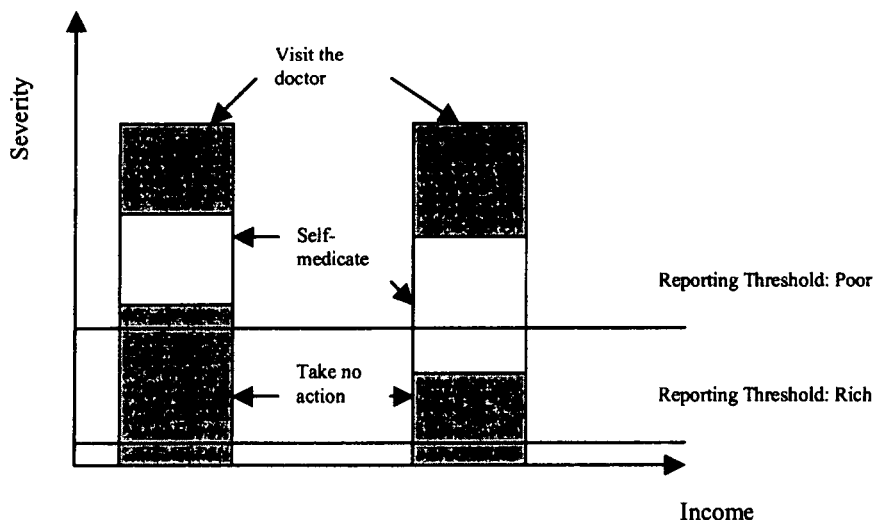 Severity
Visit the
doctor
Self-
medicate
Reporting Threshold: Poor
Take no
action
Reporting Threshold: Rich
Income